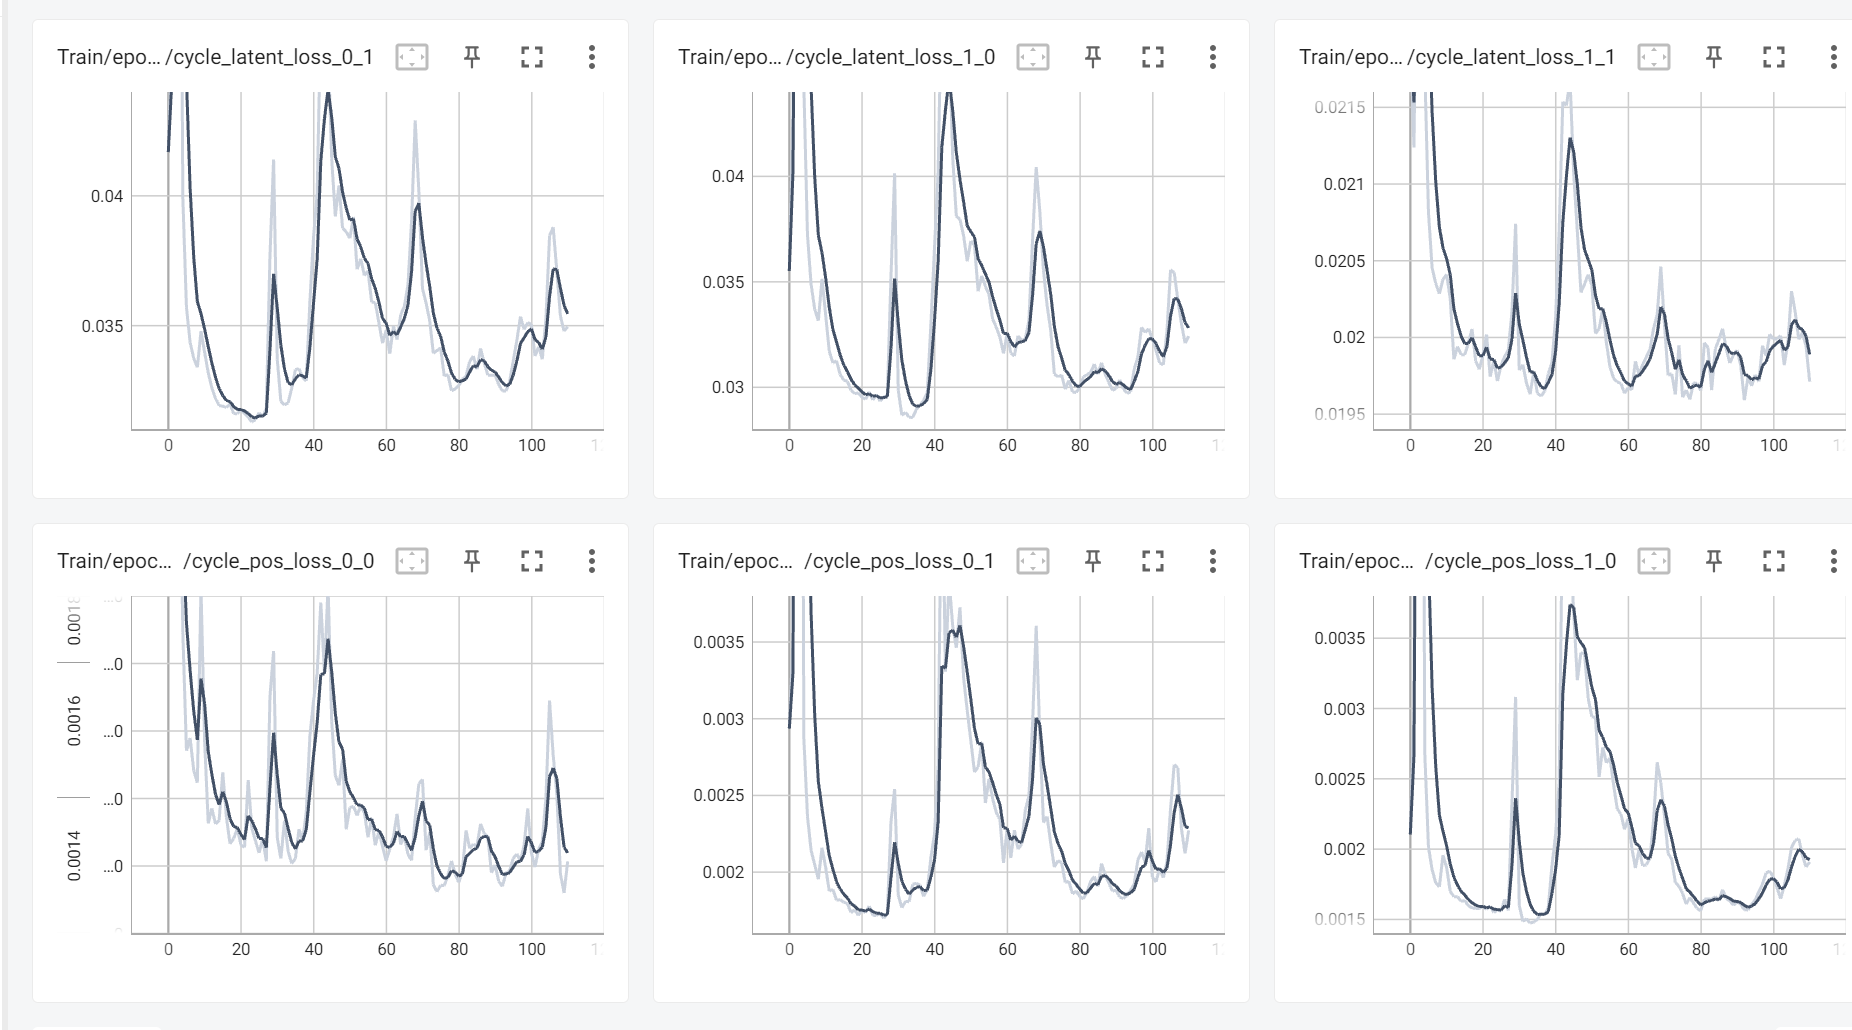 Train/epo... /cycle_latent_loss_0_1
0.04
0.035
0 20 40 60 80 100
Train/epo... /cycle_latent_loss_1_0
0.04
0.035
0.03
0 20 40 60 80 100
Train/epo... /cycle_latent_loss_1_1
0.0215
0.021
0.0205
0.02
0.0195
0 20 40 60 80 100
Train/epoc... /cycle_pos_loss_0_0
...0
0.0016
...0
...0
0.0014
...0
0 20 40 60 80 100
Train/epoc... /cycle_pos_loss_0_1
0.0035
0.003
0.0025
0.002
0 20 40 60 80 100
Train/epoc... /cycle_pos_loss_1_0
0.0035
0.003
0.0025
0.002
0.0015
0 20 40 60 80 100